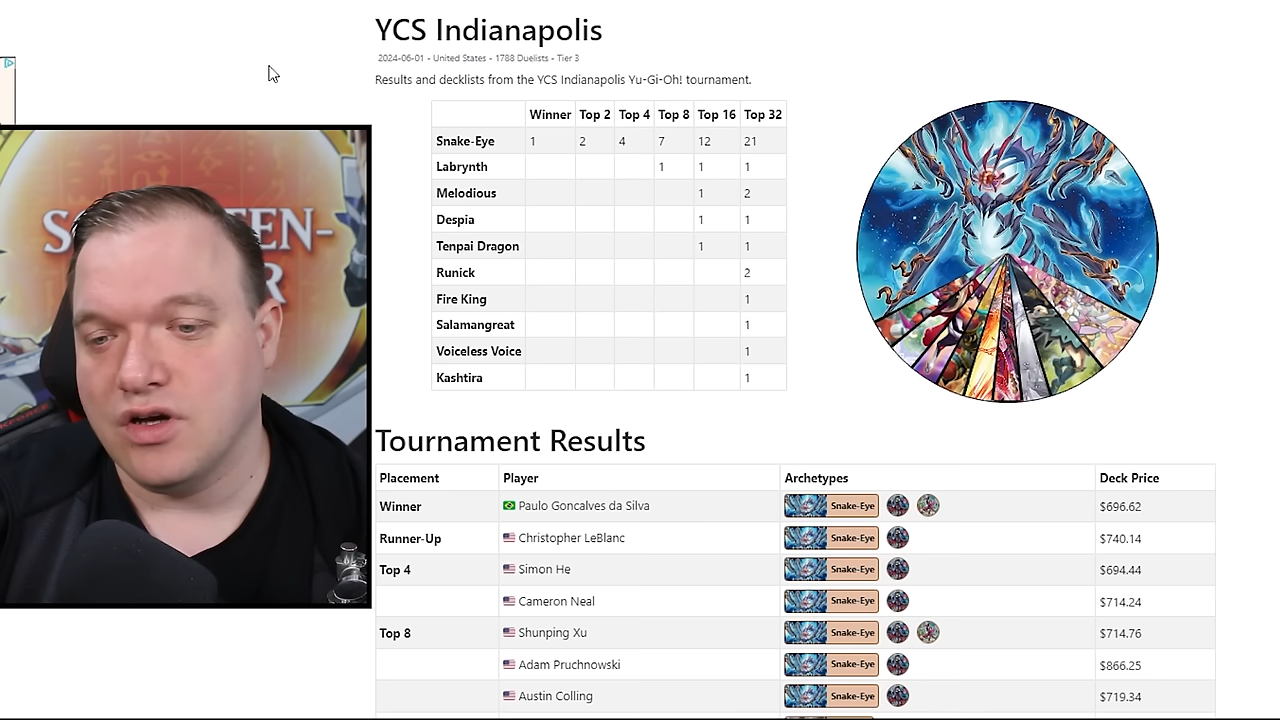 YCS Indianapolis
2024-06-01 - United States - 1788 Duelists - Tier 3
Results and decklists from the YCS Indianapolis Yu-Gi-Oh! tournament.
Winner Top 2 Top 4 Top 8 Top 16 Top 32
Snake-Eye 1 2 4 7 12 21
Labrynth 1 1 1
Melodious 1 2
Despia 1 1
Tenpai Dragon 1 1
Runick 2
Fire King 1
Salamangreat 1
Voiceless Voice 1
Kashtira 1
Tournament Results
Placement Player Archetypes Deck Price
Winner Paulo Goncalves da Silva Snake-Eye $696.62
Runner-Up Christopher LeBlanc Snake-Eye $740.14
Top 4 Simon He Snake-Eye $694.44
Cameron Neal Snake-Eye $714.24
Top 8 Shunping Xu Snake-Eye $714.76
Adam Pruchnowski Snake-Eye $866.25
Austin Colling Snake-Eye $719.34